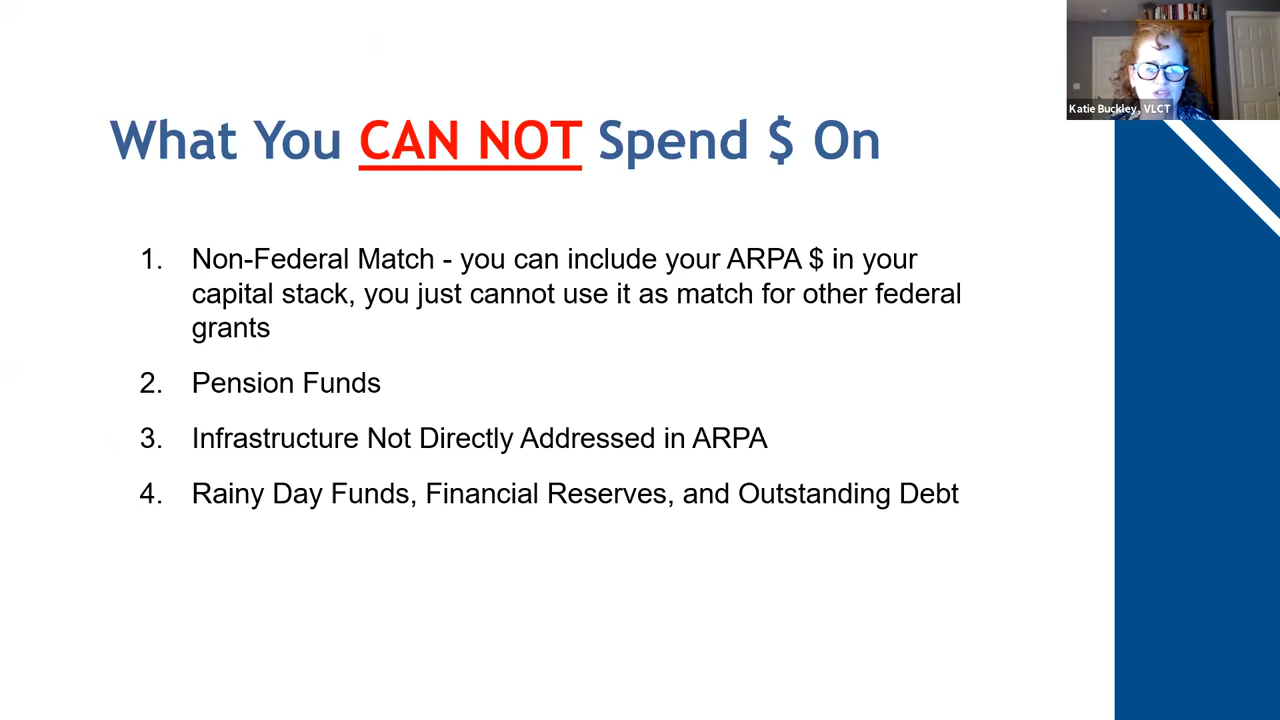 Katie Buckley, VLCT
What You CAN NOT Spend $ On
1. Non-Federal Match - you can include your ARPA $ in your
capital stack, you just cannot use it as match for other federal
grants
2. Pension Funds
3. Infrastructure Not Directly Addressed in ARPA
4. Rainy Day Funds, Financial Reserves, and Outstanding Debt